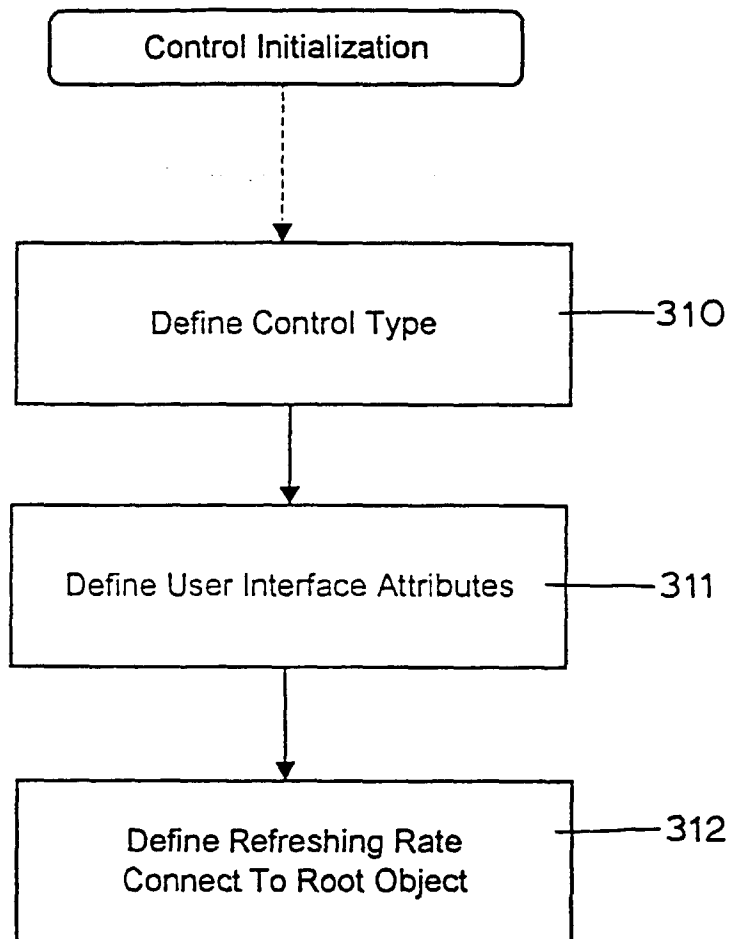 Control Initialization
Define Control Type
310
Define User Interface Attributes
311
Define Refreshing Rate
Connect To Root Object
312